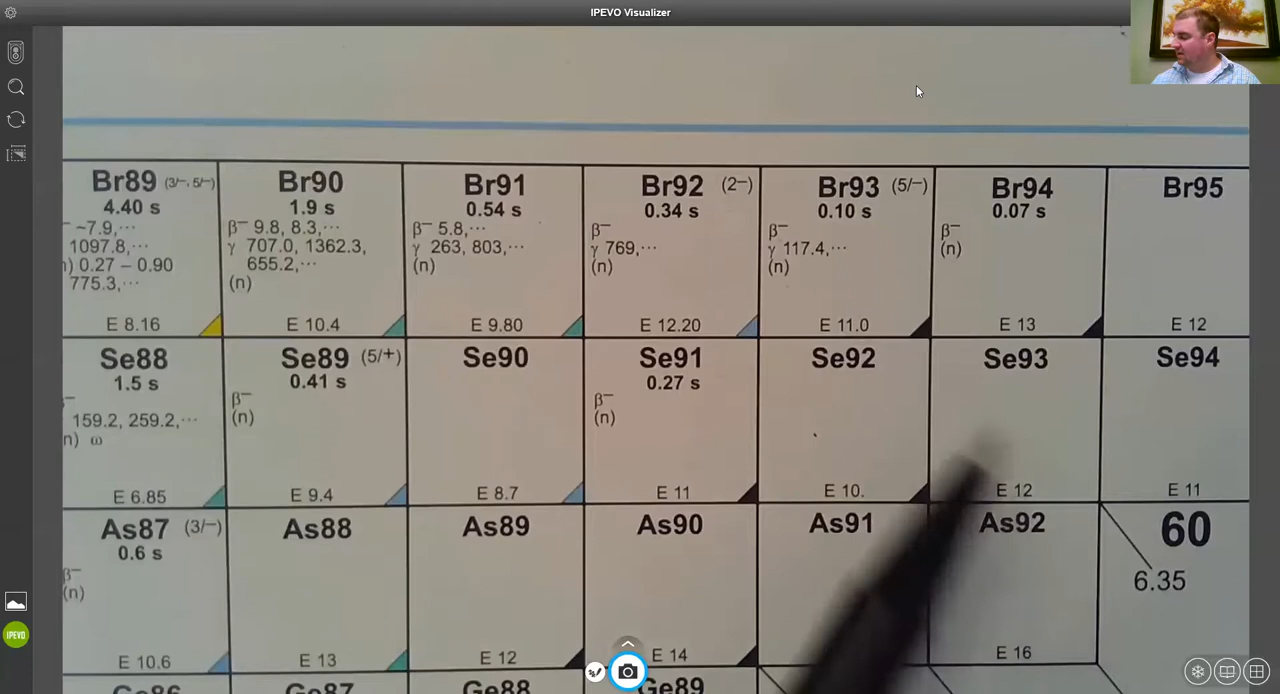 IPEVO Visualizer
Br89 (3/−, 5/−)
4.40 s
− ~7.9,···
1097.8,···
n) 0.27 – 0.90
775.3,···
E 8.16
Br90
1.9 s
β− 9.8, 8.3,···
γ 707.0, 1362.3,
655.2,···
(n)
E 10.4
Br91
0.54 s
β− 5.8,···
γ 263, 803,···
(n)
E 9.80
Br92 (2−)
0.34 s
β−
γ 769,···
(n)
E 12.20
Br93 (5/−)
0.10 s
β−
γ 117.4,···
(n)
E 11.0
Br94
0.07 s
β−
(n)
E 13
Br95
E 12
Se88
1.5 s
β−
159.2, 259.2,···
n) ω
E 6.85
Se89 (5/+)
0.41 s
β−
(n)
E 9.4
Se90
E 8.7
Se91
0.27 s
β−
(n)
E 11
Se92
E 10.
Se93
E 12
Se94
E 11
As87 (3/−)
0.6 s
β−
(n)
E 10.6
As88
E 13
As89
E 12
As90
E 14
As91
As92
E 16
60
6.35
Ge86
Ge87
Ge88
Ge89
IPEVO